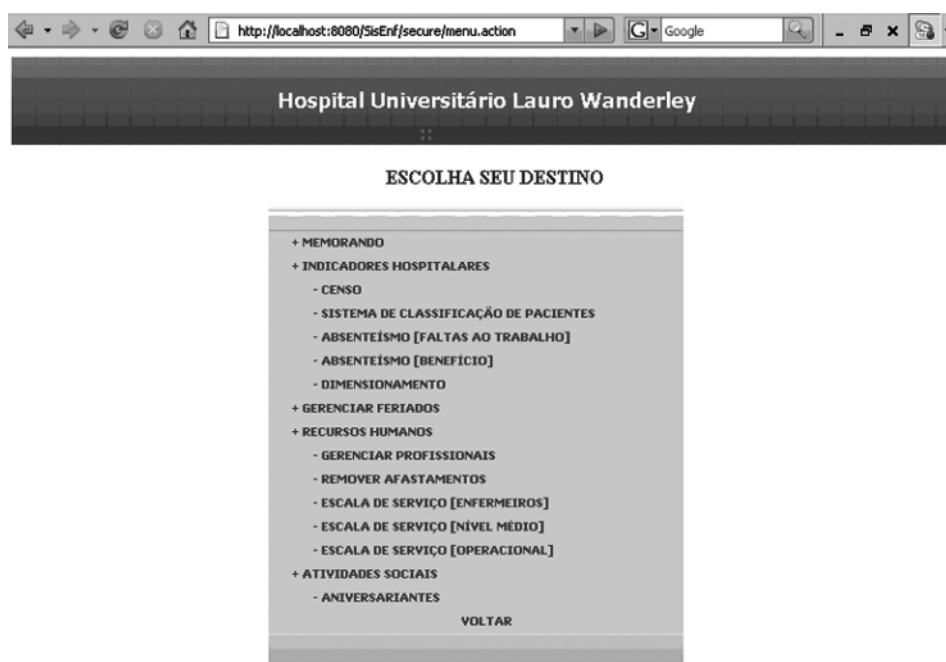 http://localhost:8080/SisEnf/secure/menu.action
G Google
Hospital Universitário Lauro Wanderley
ESCOLHA SEU DESTINO
+ MEMORANDO
+ INDICADORES HOSPITALARES
- CENSO
- SISTEMA DE CLASSIFICAÇÃO DE PACIENTES
- ABSENTEÍSMO [FALTAS AO TRABALHO]
- ABSENTEÍSMO [BENEFÍCIO]
- DIMENSIONAMENTO
+ GERENCIAR FERIADOS
+ RECURSOS HUMANOS
- GERENCIAR PROFISSIONAIS
- REMOVER AFASTAMENTOS
- ESCALA DE SERVIÇO [ENFERMEIROS]
- ESCALA DE SERVIÇO [NÍVEL MÉDIO]
- ESCALA DE SERVIÇO [OPERACIONAL]
+ ATIVIDADES SOCIAIS
- ANIVERSARIANTES
VOLTAR